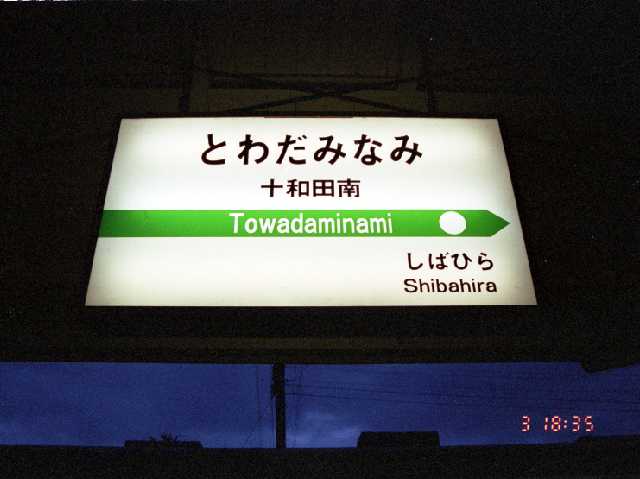 とわだみなみ
十和田南
Towadaminami
しばひら
Shibahira
3 18:35